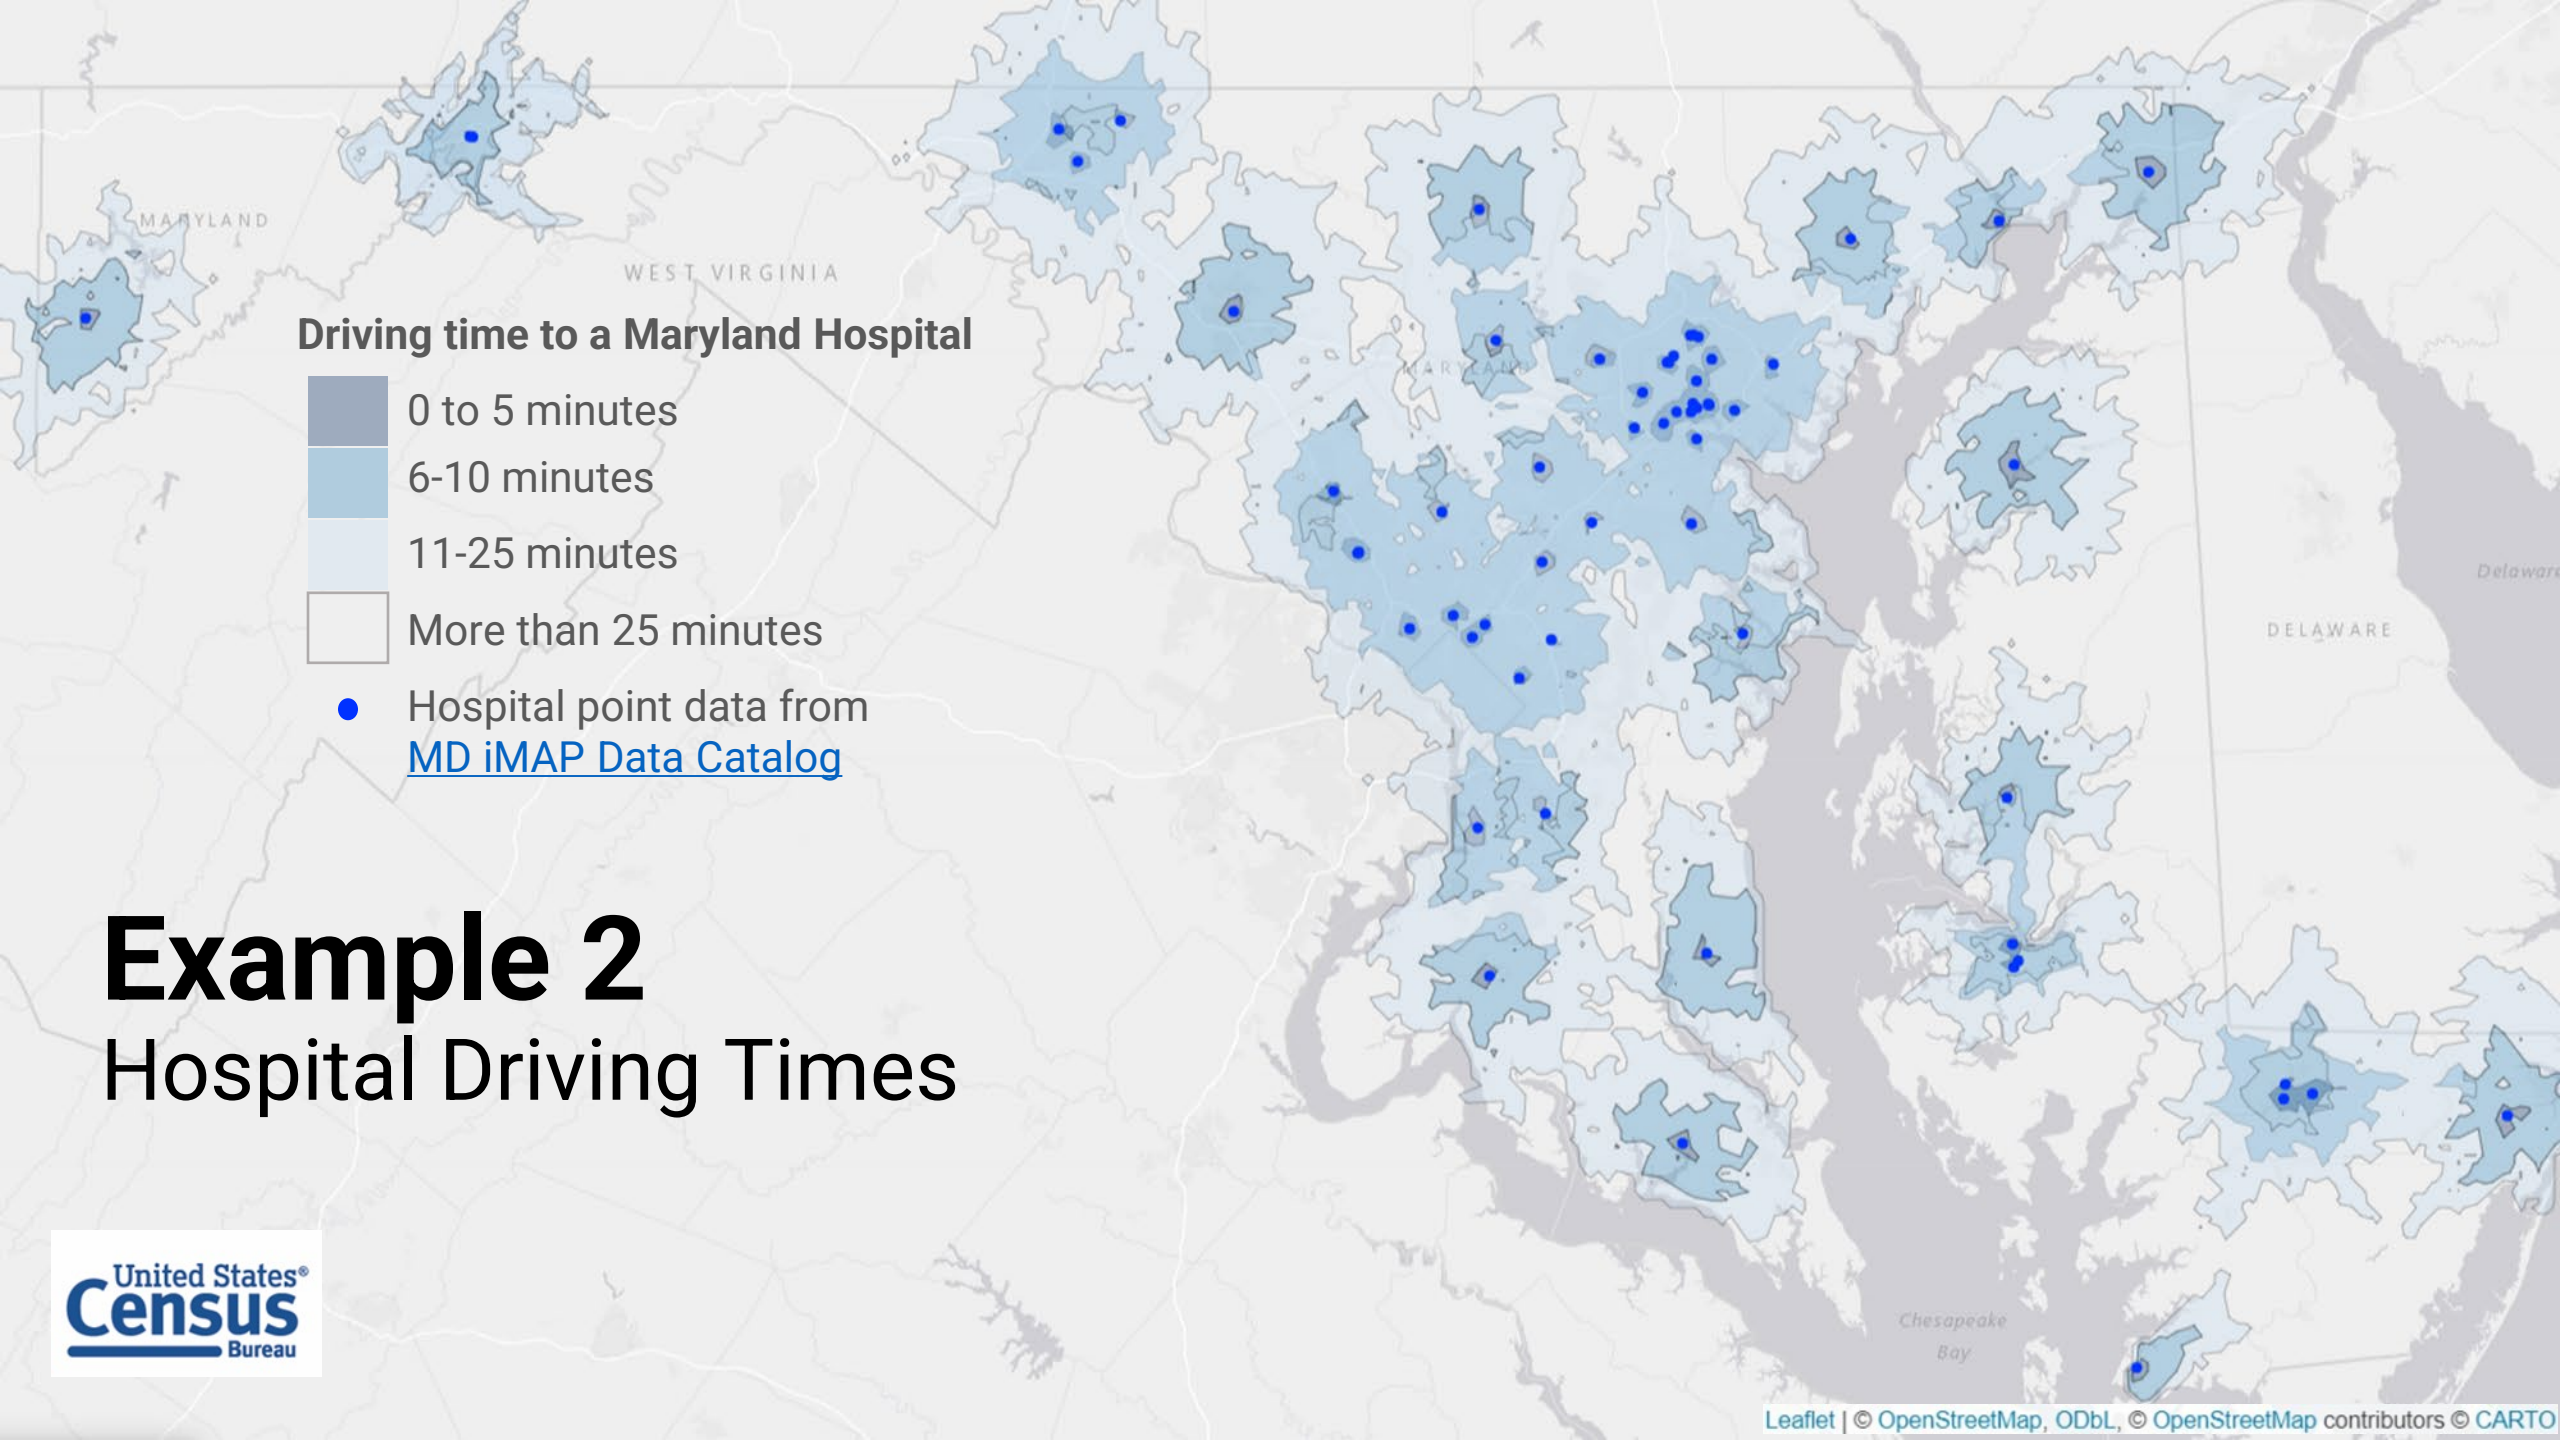 MARYLAND
WEST VIRGINIA
Driving time to a Maryland Hospital
0 to 5 minutes
6-10 minutes
11-25 minutes
More than 25 minutes
Hospital point data from
MD iMAP Data Catalog
MARYLAND
Delaware
DELAWARE
Example 2
Hospital Driving Times
United States®
Census
Bureau
Chesapeake
Bay
Leaflet | © OpenStreetMap, ODbL, © OpenStreetMap contributors © CARTO